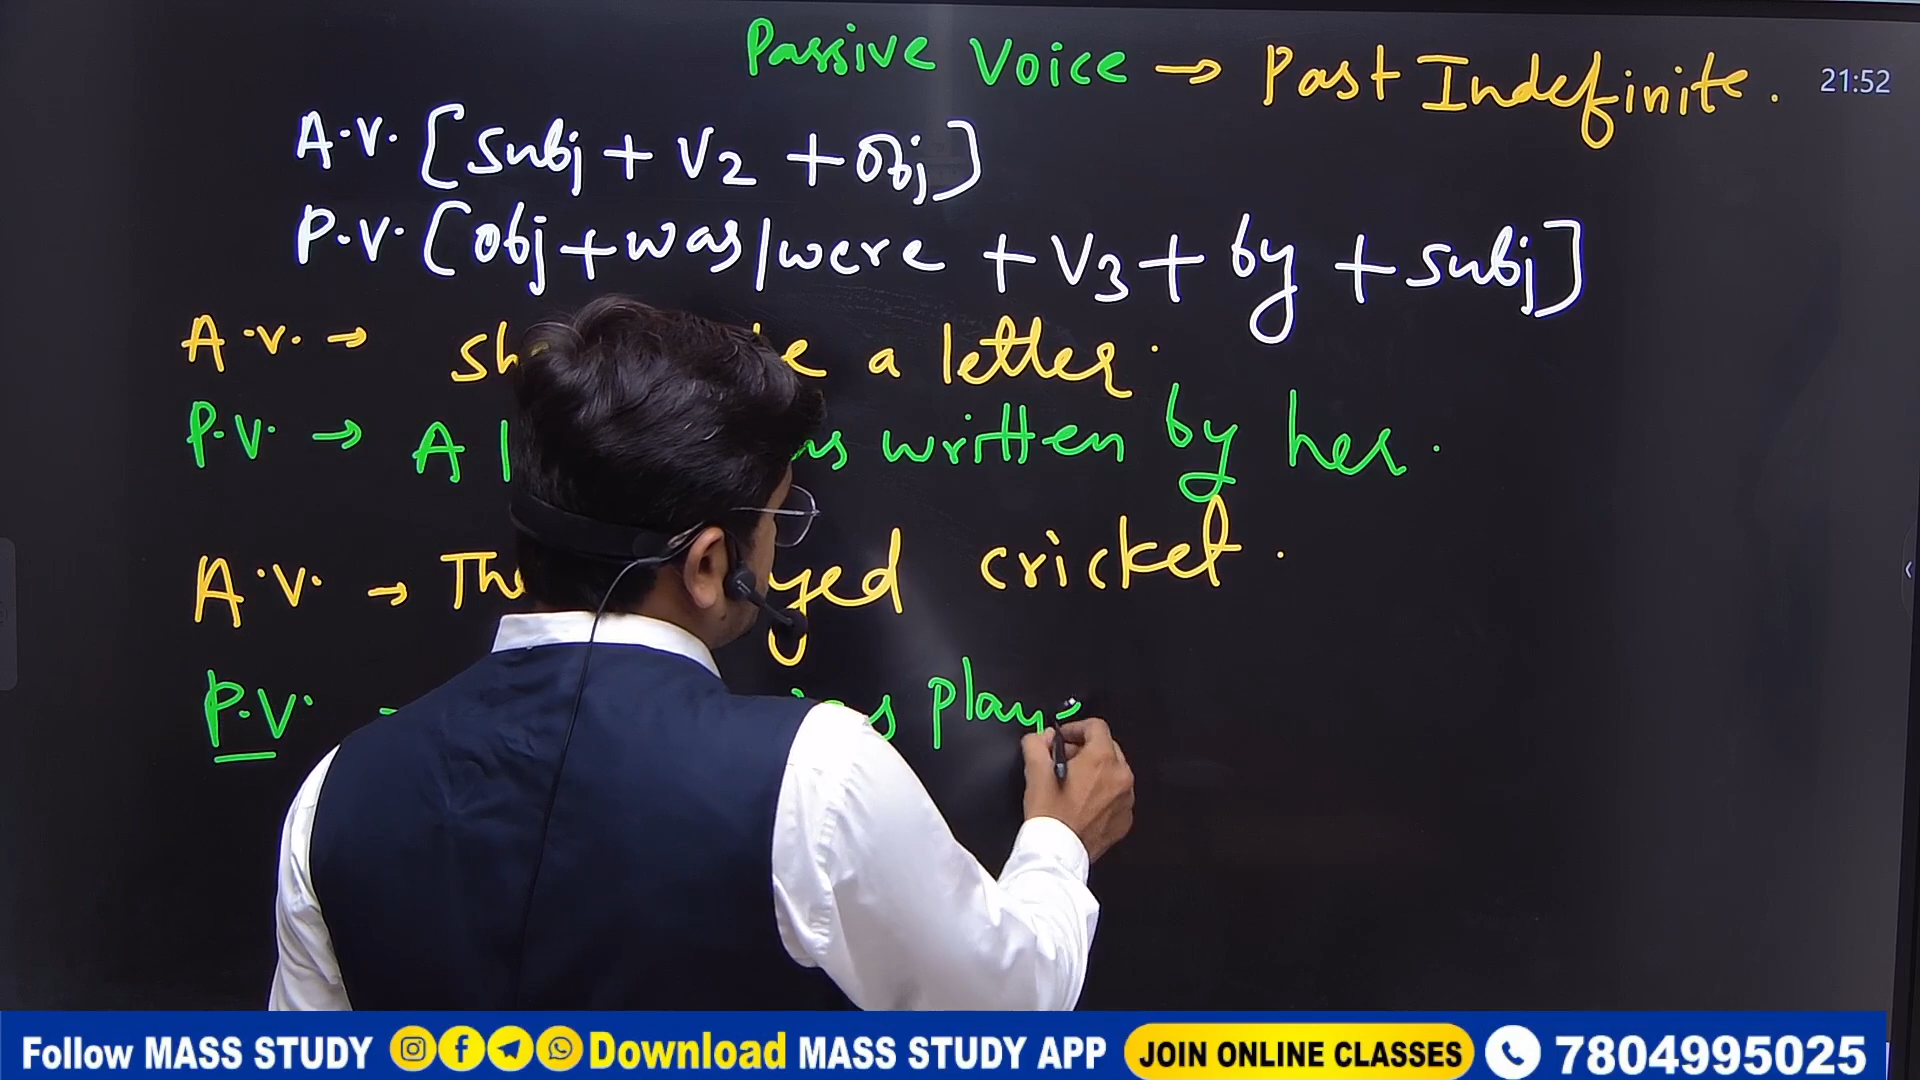 Passive Voice → Past Indefinite.
21:52
A.V. [Subj + V2 + Obj]
P.V. [Obj + was/were + V3 + by + Subj]
A.V. → a letter.
P.V. → A written by her.
A.V. → cricket.
P.V.
Follow MASS STUDY Download MASS STUDY APP JOIN ONLINE CLASSES 7804995025